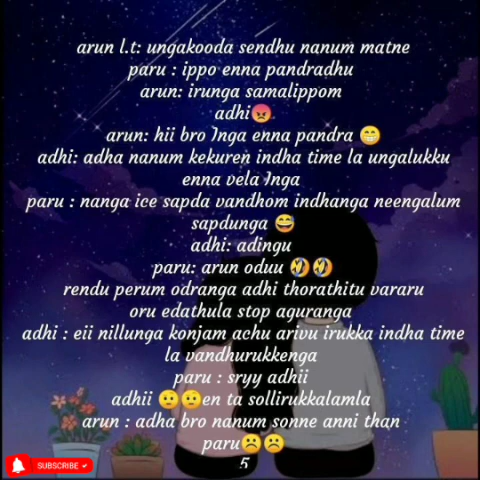 arun l.t: ungakooda sendhu nanum matne
paru : ippo enna pandradhu
arun: irunga samalippom
adhi😡
arun: hii bro Inga enna pandra 😁
adhi: adha nanum kekuren indha time la ungalukku
enna vela Inga
paru : nanga ice sapda vandhom indhanga neengalum
sapdunga 😅
adhi: adingu
paru: arun oduu 🤣🤣
rendu perum odranga adhi thorathitu vararu
oru edathula stop aguranga
adhi : eii nillunga konjam achu arivu irukka indha time
la vandhurukkenga
paru : sryy adhii
adhii 🙂🙂en ta sollirukkalamla
arun : adha bro nanum sonne anni than
paru☹️☹️
5
SUBSCRIBE